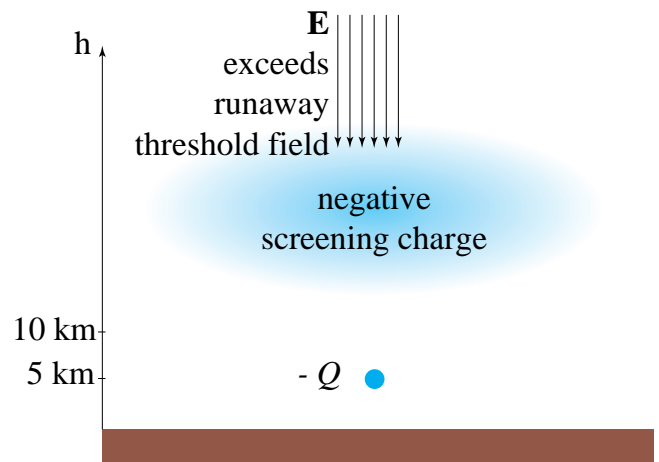 E
h
exceeds
runaway
threshold field
negative
screening charge
10 km
5 km
- Q